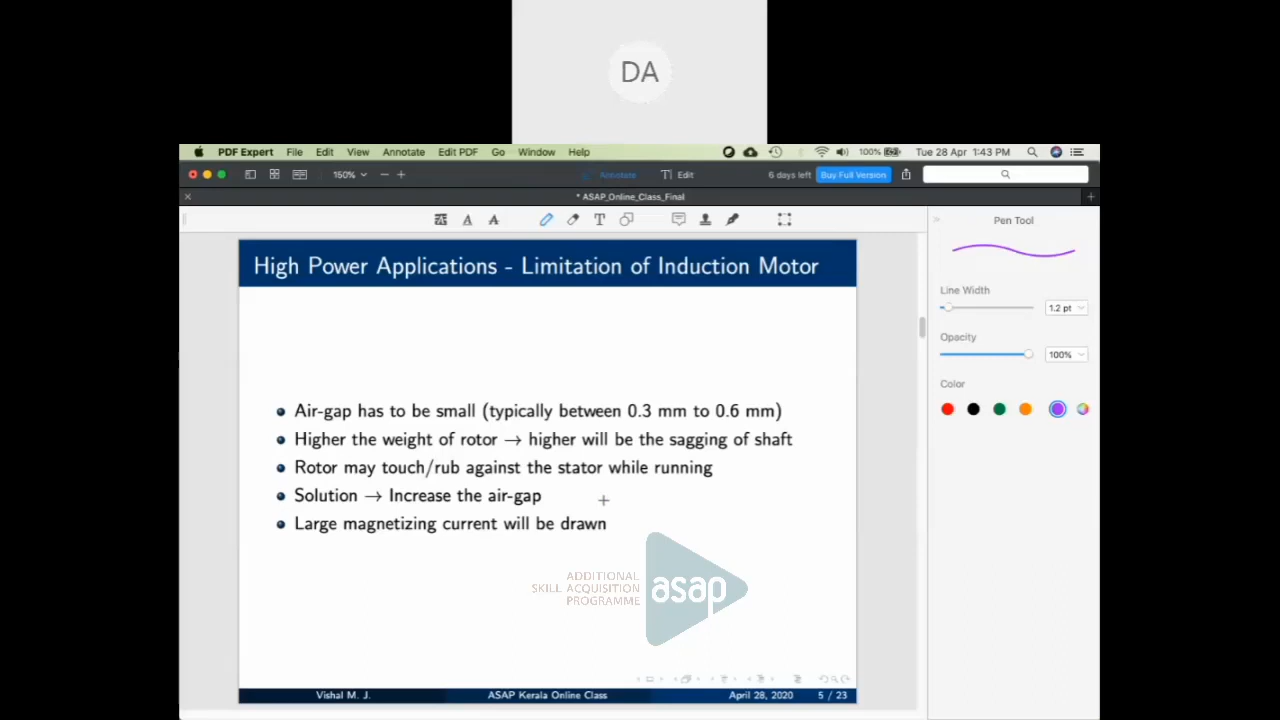 DA
PDF Expert File Edit View Annotate Edit PDF Go Window Help 100% Tue 28 Apr 1:43 PM
150% Annotate T Edit 6 days left Buy Full Version
* ASAP_Online_Class_Final
A A T
Pen Tool
High Power Applications - Limitation of Induction Motor
Line Width
1.2 pt
Opacity
100%
Color
Air-gap has to be small (typically between 0.3 mm to 0.6 mm)
Higher the weight of rotor → higher will be the sagging of shaft
Rotor may touch/rub against the stator while running
Solution → Increase the air-gap
Large magnetizing current will be drawn
ADDITIONAL
SKILL ACQUISITION
PROGRAMME
asap
Vishal M. J. ASAP Kerala Online Class April 28, 2020 5 / 23